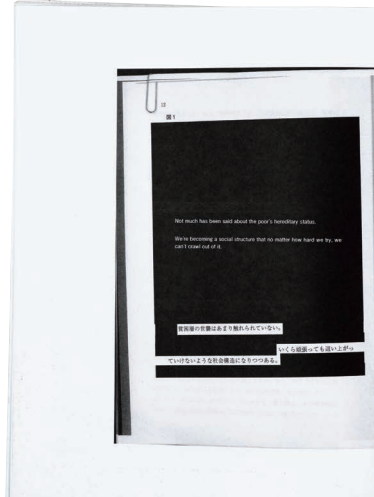 12
図1
Not much has been said about the poor's hereditary status.
We're becoming a social structure that no matter how hard we try, we
can't crawl out of it.
貧困層の世襲はあまり触れられていない。
いくら頑張っても這い上がっ
ていけないような社会構造になりつつある。